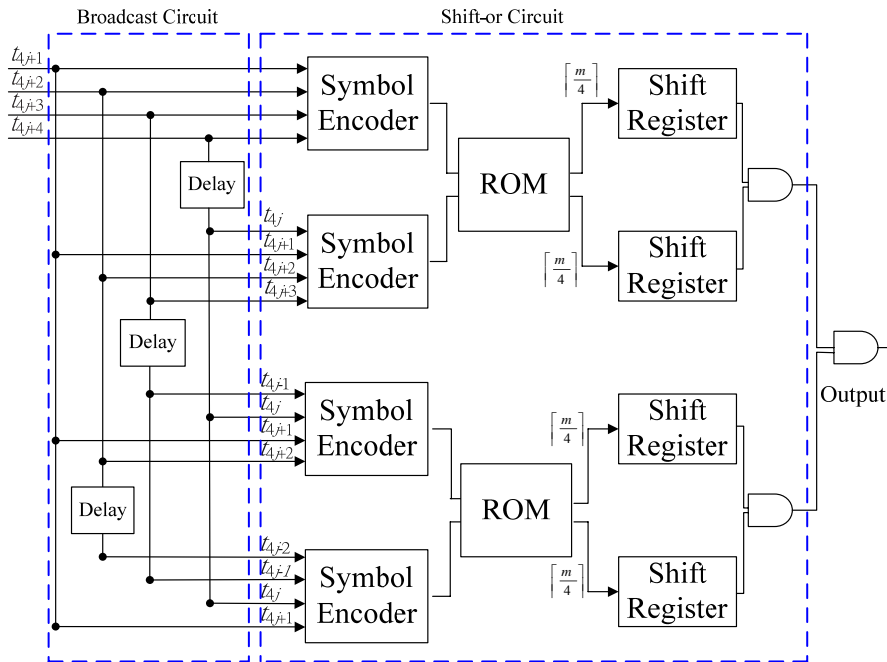 Broadcast Circuit
Shift-or Circuit
t4j+1
t4j+2
t4j+3
t4j+4
Symbol Encoder
⌈m/4⌉
Shift Register
ROM
Delay
t4j
t4j+1
t4j+2
t4j+3
Symbol Encoder
⌈m/4⌉
Shift Register
Delay
Output
t4j-1
t4j
t4j+1
t4j+2
Symbol Encoder
⌈m/4⌉
Shift Register
ROM
Delay
t4j-2
t4j-1
t4j
t4j+1
Symbol Encoder
⌈m/4⌉
Shift Register